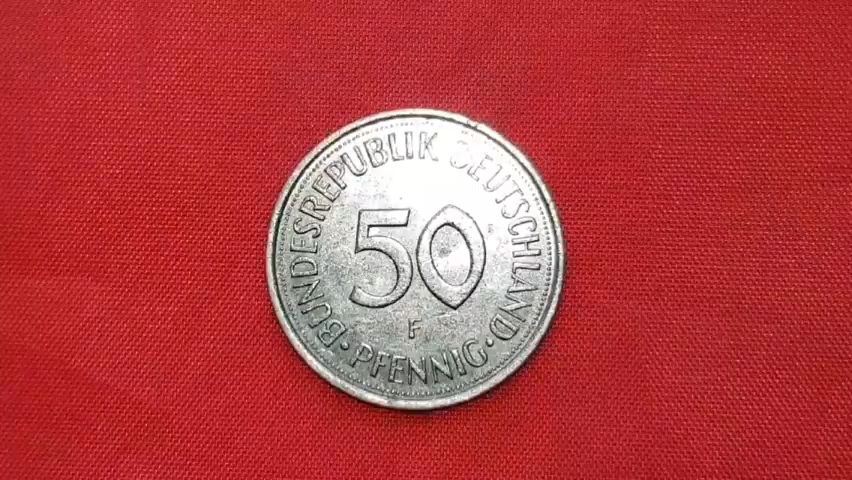 BUNDESREPUBLIK DEUTSCHLAND
50
F
· PFENNIG ·